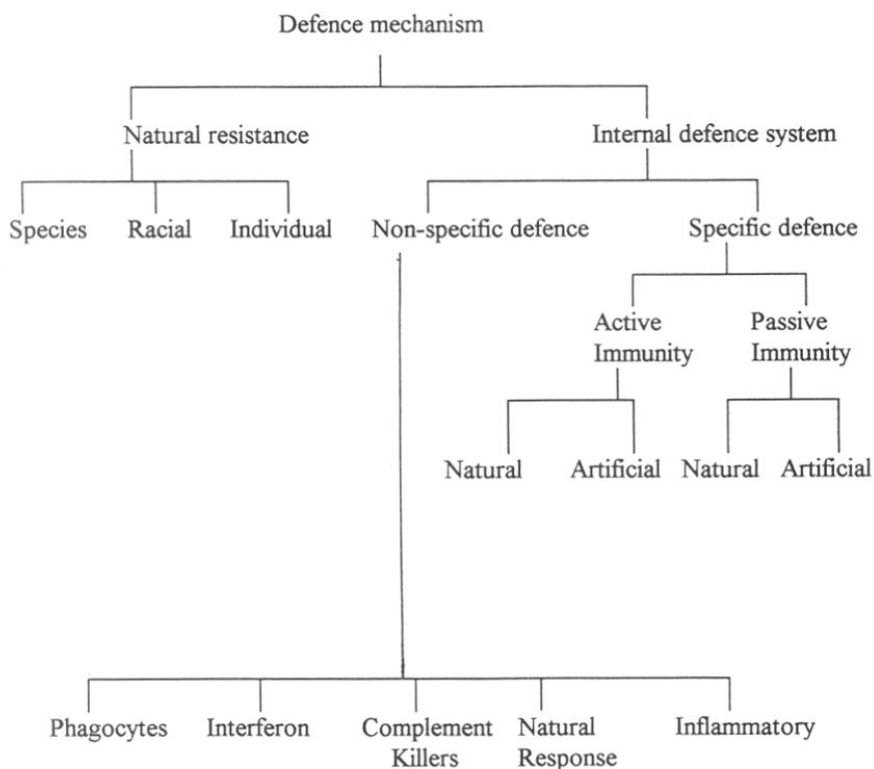 Defence mechanism
Natural resistance Internal defence system
Species Racial Individual Non-specific defence Specific defence
Active Passive
Immunity Immunity
Natural Artificial Natural Artificial
Phagocytes Interferon Complement Natural Inflammatory
Killers Response